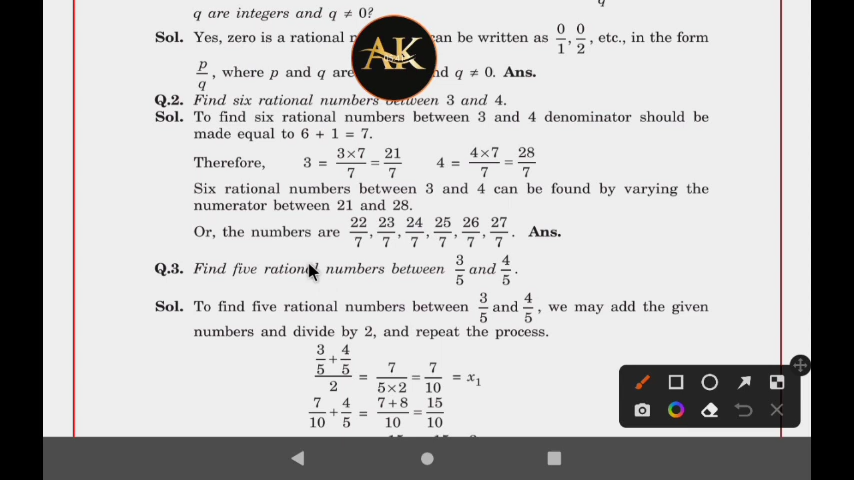 q are integers and q ≠ 0?
Sol. Yes, zero is a rational n can be written as 0/1, 0/2, etc., in the form
p/q, where p and q are nd q ≠ 0. Ans.
AK
Q.2. Find six rational numbers between 3 and 4.
Sol. To find six rational numbers between 3 and 4 denominator should be
made equal to 6 + 1 = 7.
Therefore, 3 = 3×7/7 = 21/7 4 = 4×7/7 = 28/7
Six rational numbers between 3 and 4 can be found by varying the
numerator between 21 and 28.
Or, the numbers are 22/7, 23/7, 24/7, 25/7, 26/7, 27/7. Ans.
Q.3. Find five rational numbers between 3/5 and 4/5.
Sol. To find five rational numbers between 3/5 and 4/5, we may add the given
numbers and divide by 2, and repeat the process.
(3/5 + 4/5)/2 = 7/(5×2) = 7/10 = x₁
7/10 + 4/5 = (7+8)/10 = 15/10